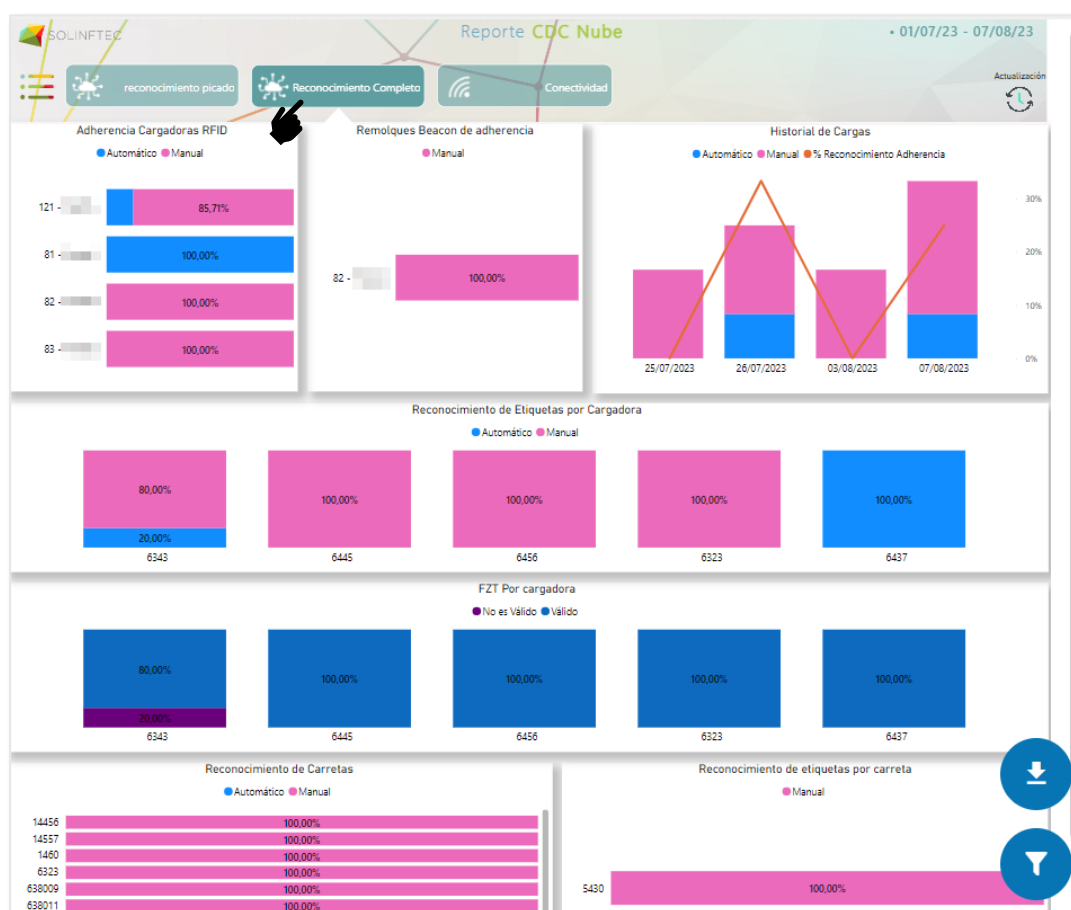 SOLINFTEC
Reporte CDC Nube
• 01/07/23 - 07/08/23
reconocimiento picado
Reconocimiento Completo
Conectividad
Actualización
Adherencia Cargadoras RFID
Automático Manual
121 -
85,71%
81 -
100,00%
82 -
100,00%
83 -
100,00%
Remolques Beacon de adherencia
Manual
82 -
100,00%
Historial de Cargas
Automático Manual % Reconocimiento Adherencia
30%
20%
10%
0%
25/07/2023 26/07/2023 03/08/2023 07/08/2023
Reconocimiento de Etiquetas por Cargadora
Automático Manual
80,00% 100,00% 100,00% 100,00% 100,00%
20,00%
6343 6445 6456 6323 6437
FZT Por cargadora
No es Válido Válido
80,00% 100,00% 100,00% 100,00% 100,00%
20,00%
6343 6445 6456 6323 6437
Reconocimiento de Carretas
Automático Manual
14456 100,00%
14557 100,00%
1460 100,00%
6323 100,00%
638009 100,00%
638011 100,00%
Reconocimiento de etiquetas por carreta
Manual
5430 100,00%